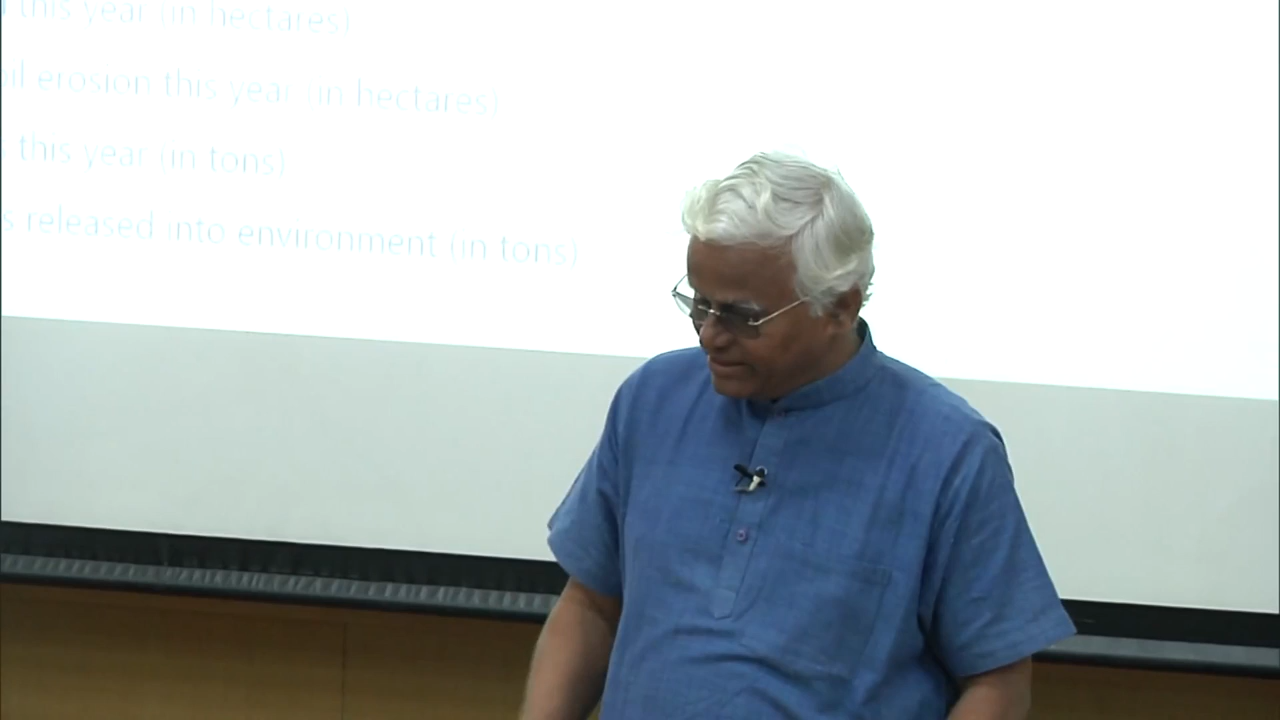 this year (in hectares)
erosion this year (in hectares)
this year (in tons)
released into environment (in tons)